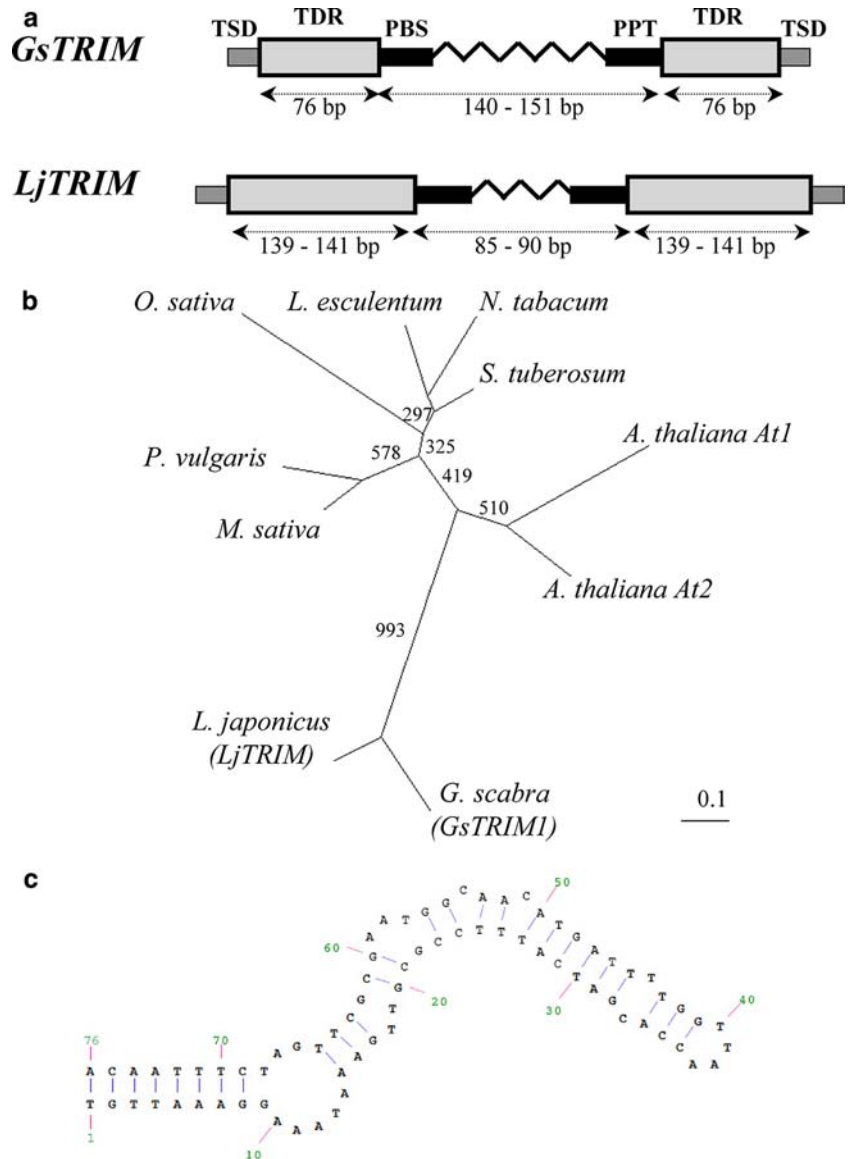 a
GsTRIM
TSD TDR PBS PPT TDR TSD
76 bp 140 - 151 bp 76 bp
LjTRIM
139 - 141 bp 85 - 90 bp 139 - 141 bp
b
O. sativa
L. esculentum
N. tabacum
S. tuberosum
297
325
578
419
P. vulgaris
M. sativa
A. thaliana At1
510
A. thaliana At2
993
L. japonicus
(LjTRIM)
G. scabra
(GsTRIM1)
0.1
c
50
60
40
20
30
76
70
A C A A T T T C T A G T T C G C G A A T G G C A A C A T G A T T T G G T
T G T T A A A G G
1
10